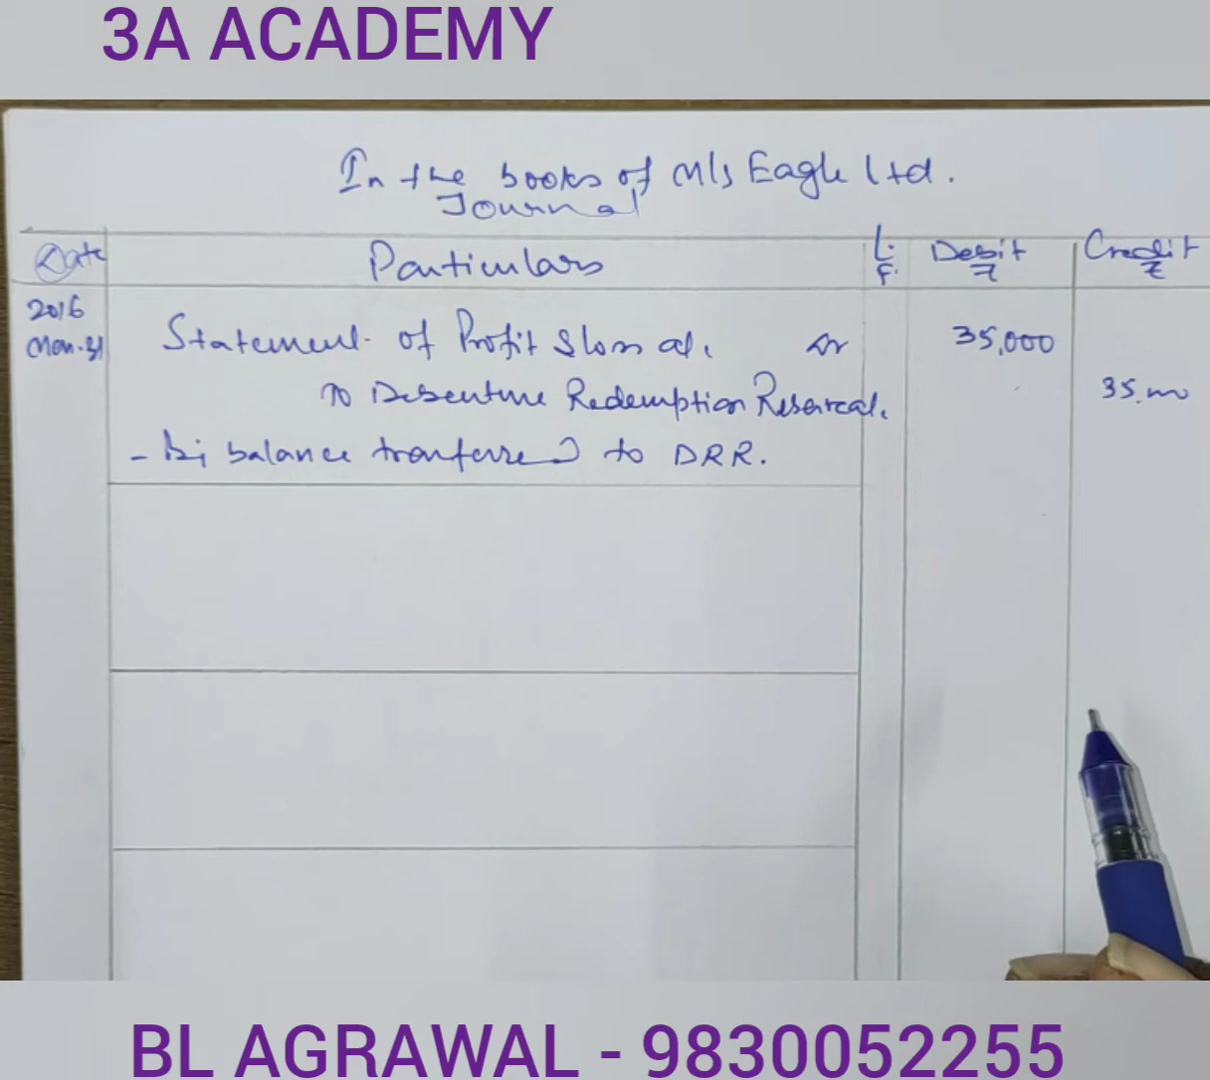 3A ACADEMY
In the books of M/s Eagle Ltd.
Journal
Date Particulars L.F. Debit ₹ Credit ₹
2016
Mar.31 Statement of Profit & Loss a/c. Dr 35,000
To Debenture Redemption Reserve a/c. 35,000
- balance transferred to DRR.
BL AGRAWAL - 9830052255